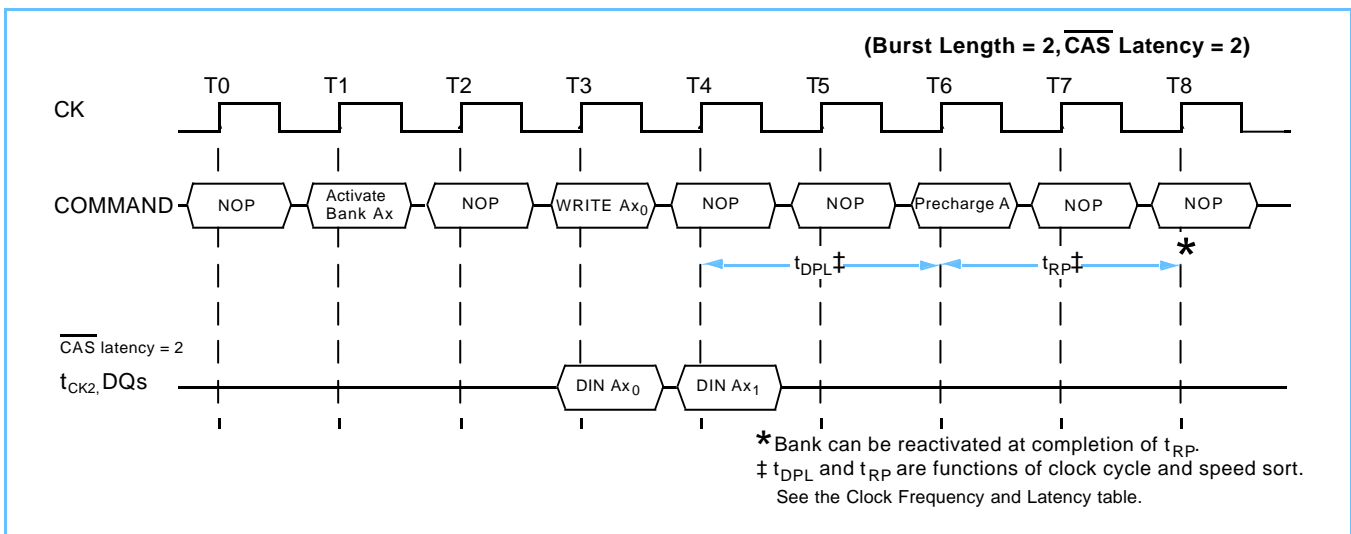 (Burst Length = 2, CAS Latency = 2)
T0 T1 T2 T3 T4 T5 T6 T7 T8
CK
COMMAND NOP Activate Bank Ax NOP WRITE Ax0 NOP NOP Precharge A NOP NOP
*
tDPL‡ tRP‡
CAS latency = 2
tCK2, DQs DIN Ax0 DIN Ax1
* Bank can be reactivated at completion of tRP.
‡ tDPL and tRP are functions of clock cycle and speed sort.
See the Clock Frequency and Latency table.